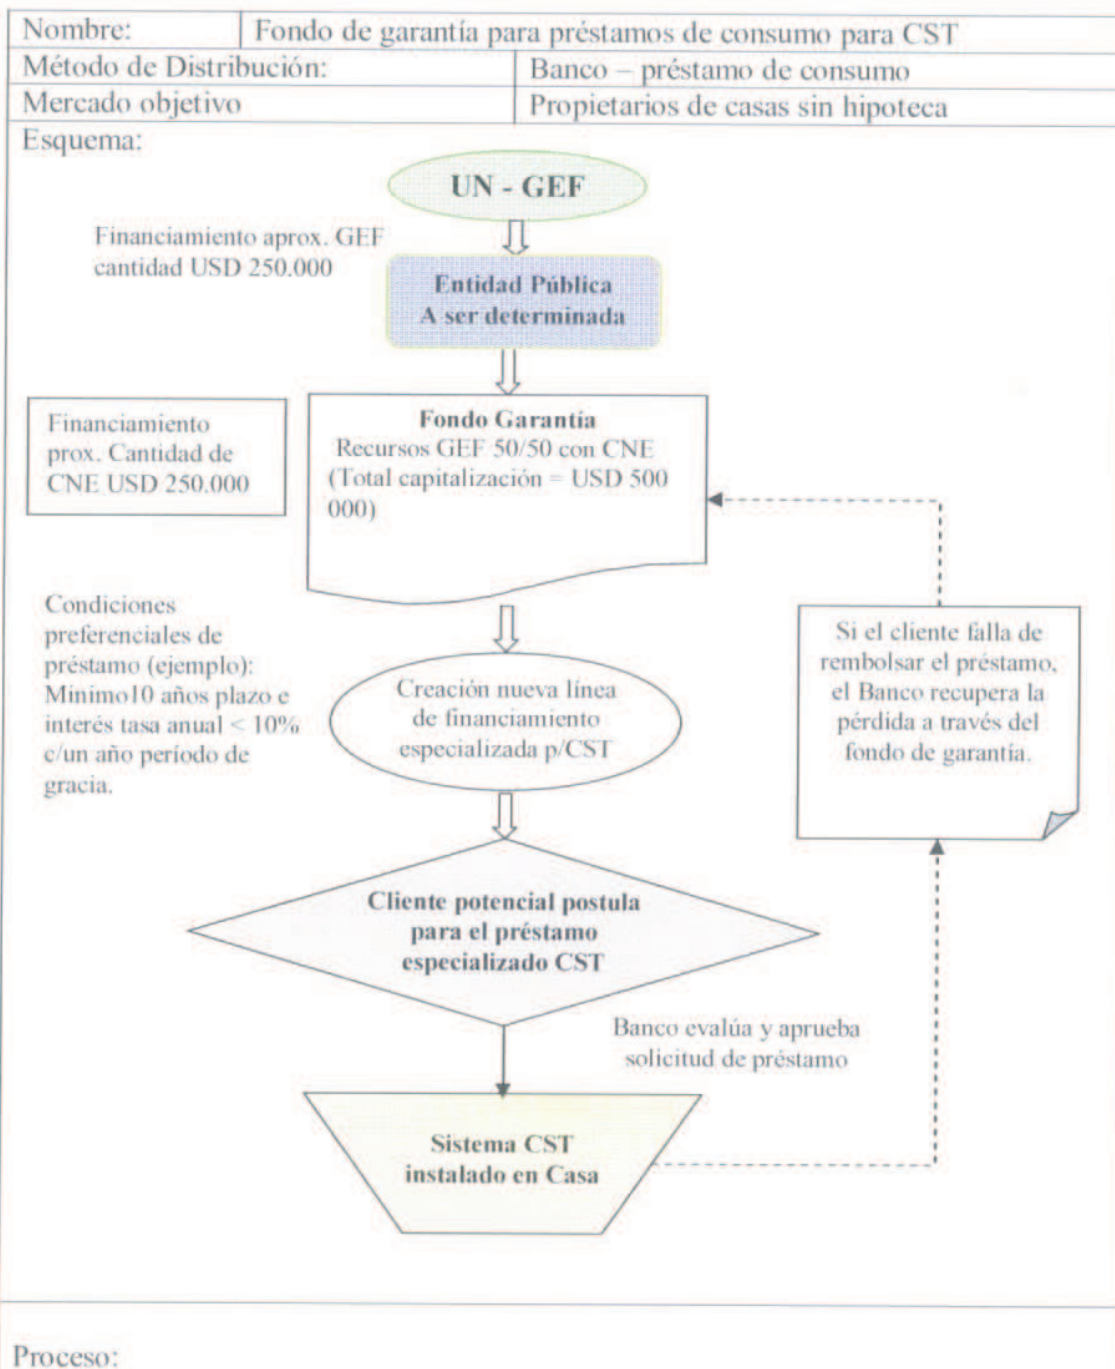 Nombre: Fondo de garantía para préstamos de consumo para CST
Método de Distribución: Banco – préstamo de consumo
Mercado objetivo Propietarios de casas sin hipoteca
Esquema:
UN - GEF
Financiamiento aprox. GEF
cantidad USD 250.000
Entidad Pública
A ser determinada
Financiamiento
prox. Cantidad de
CNE USD 250.000
Fondo Garantía
Recursos GEF 50/50 con CNE
(Total capitalización = USD 500
000)
Condiciones
preferenciales de
préstamo (ejemplo):
Minimo10 años plazo e
interés tasa anual < 10%
c/un año período de
gracia.
Creación nueva línea
de financiamiento
especializada p/CST
Si el cliente falla de
rembolsar el préstamo,
el Banco recupera la
pérdida a través del
fondo de garantía.
Cliente potencial postula
para el préstamo
especializado CST
Banco evalúa y aprueba
solicitud de préstamo
Sistema CST
instalado en Casa
Proceso: